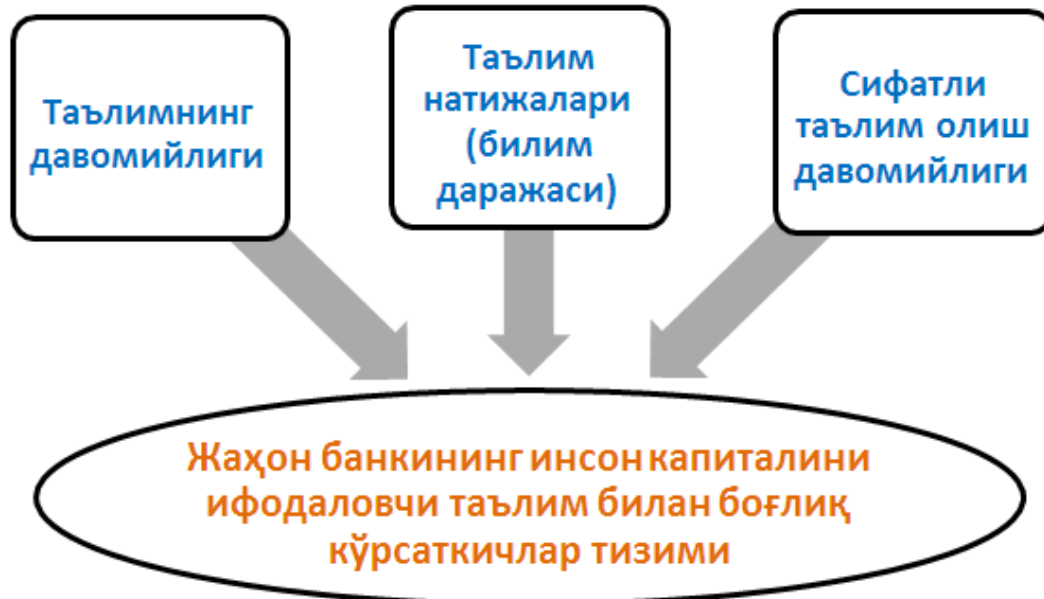 Таълимнинг
давомийлиги
Таълим
натижалари
(билим
даражаси)
Сифатли
таълим олиш
давомийлиги
Жаҳон банкининг инсон капиталини
ифодаловчи таълим билан боғлиқ
кўрсаткичлар тизими